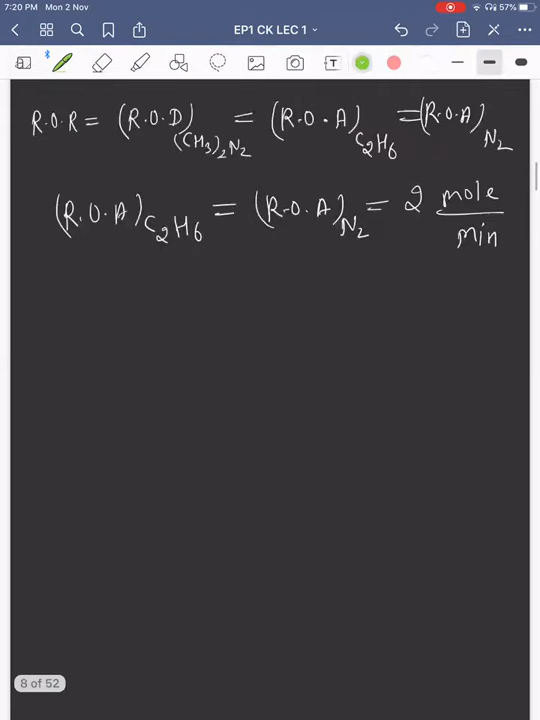 7:20 PM Mon 2 Nov 57%
EP1 CK LEC 1
R.O.R = (R.O.D)(CH3)2N2 = (R.O.A)C2H6 = (R.O.A)N2
(R.O.A)C2H6 = (R.O.A)N2 = 2 mole/min
8 of 52